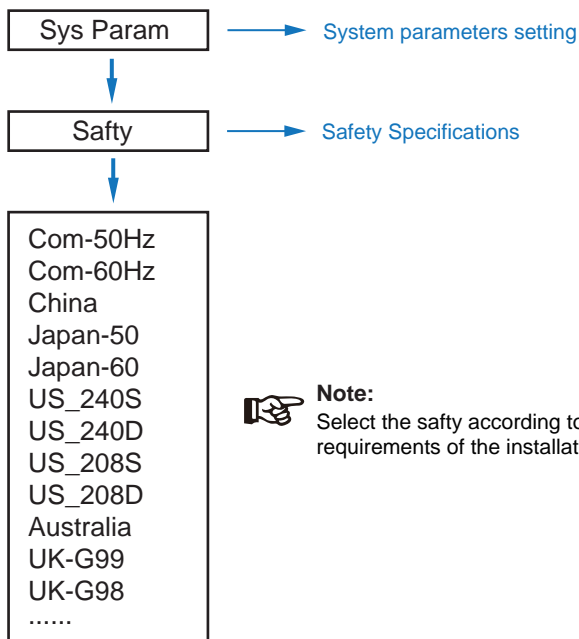 Sys Param
System parameters setting
Safty
Safety Specifications
Com-50Hz
Com-60Hz
China
Japan-50
Japan-60
US_240S
US_240D
US_208S
US_208D
Australia
UK-G99
UK-G98
......
Note:
Select the safty according to
requirements of the